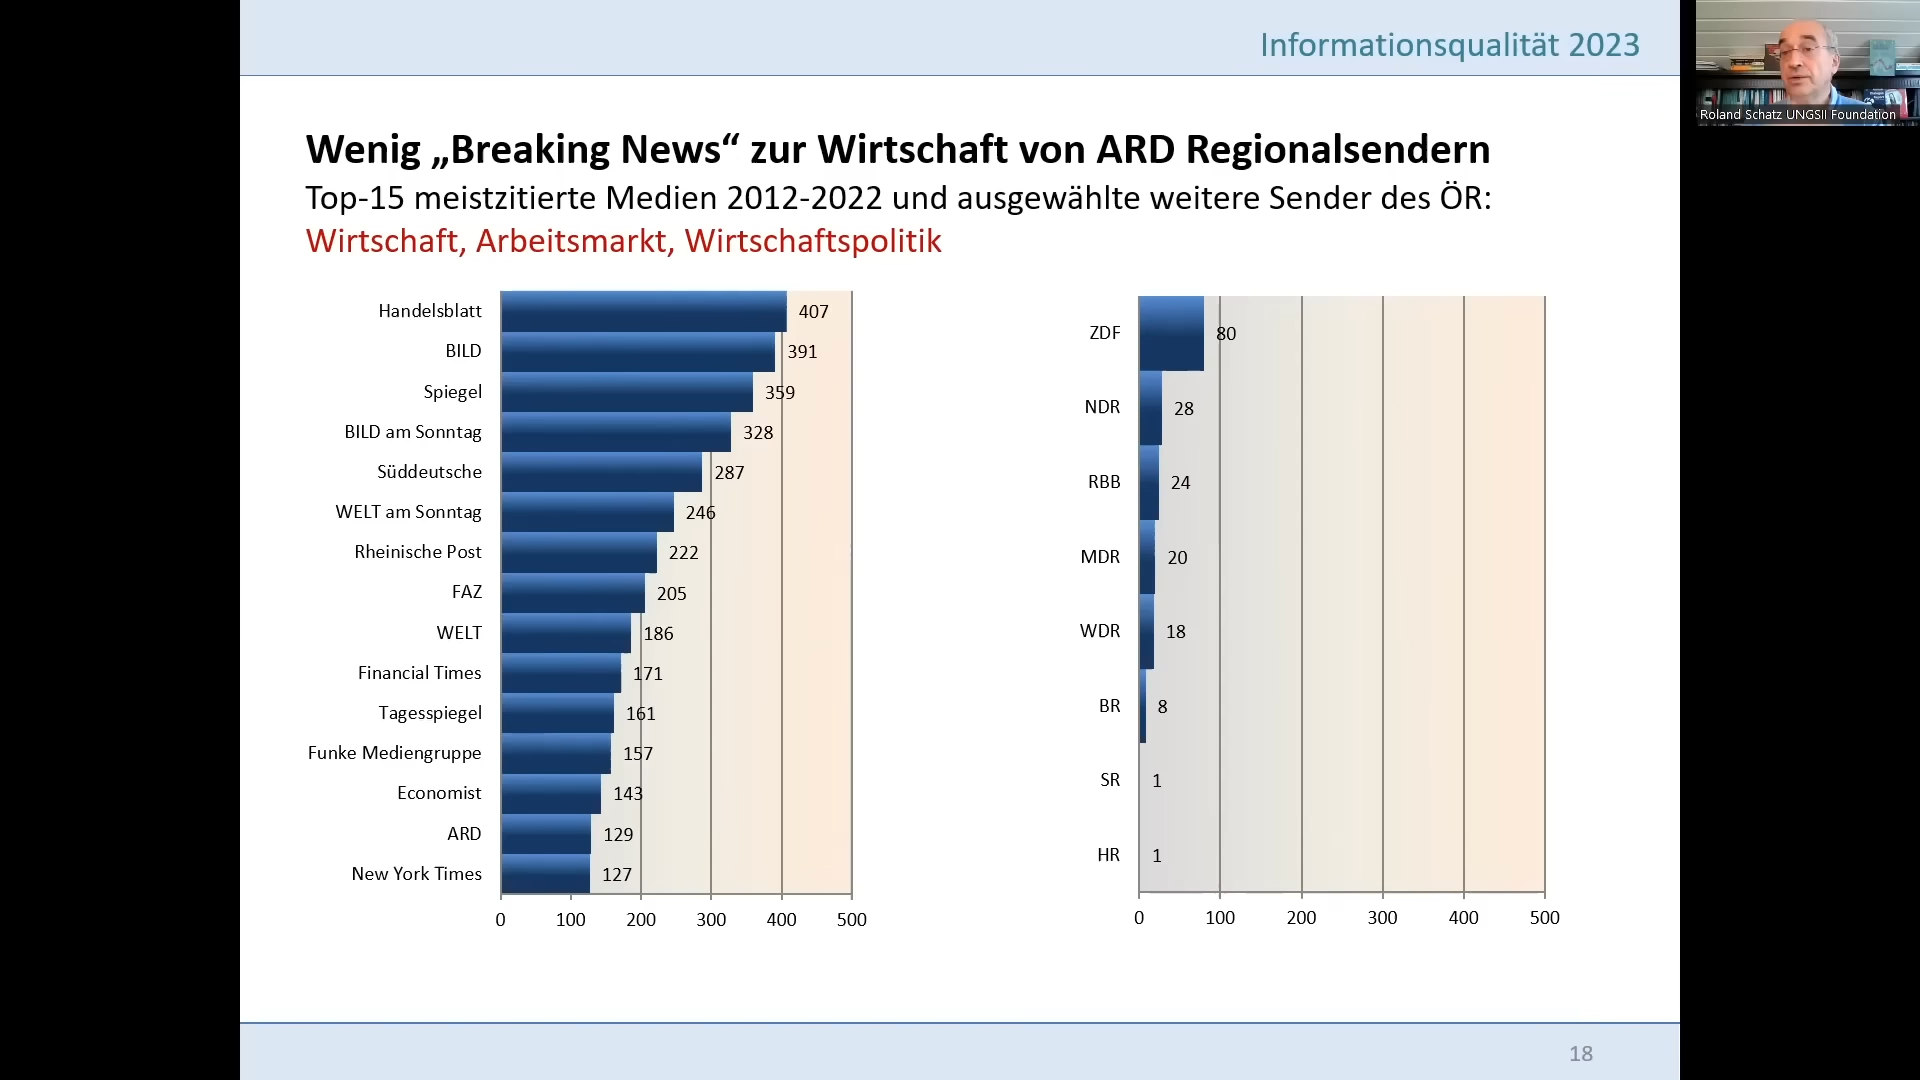 Informationsqualität 2023
Roland Schatz UNGSII Foundation
Wenig „Breaking News“ zur Wirtschaft von ARD Regionalsendern
Top-15 meistzitierte Medien 2012-2022 und ausgewählte weitere Sender des ÖR:
Wirtschaft, Arbeitsmarkt, Wirtschaftspolitik
Handelsblatt 407
BILD 391
Spiegel 359
BILD am Sonntag 328
Süddeutsche 287
WELT am Sonntag 246
Rheinische Post 222
FAZ 205
WELT 186
Financial Times 171
Tagesspiegel 161
Funke Mediengruppe 157
Economist 143
ARD 129
New York Times 127
0 100 200 300 400 500
ZDF 80
NDR 28
RBB 24
MDR 20
WDR 18
BR 8
SR 1
HR 1
0 100 200 300 400 500
18